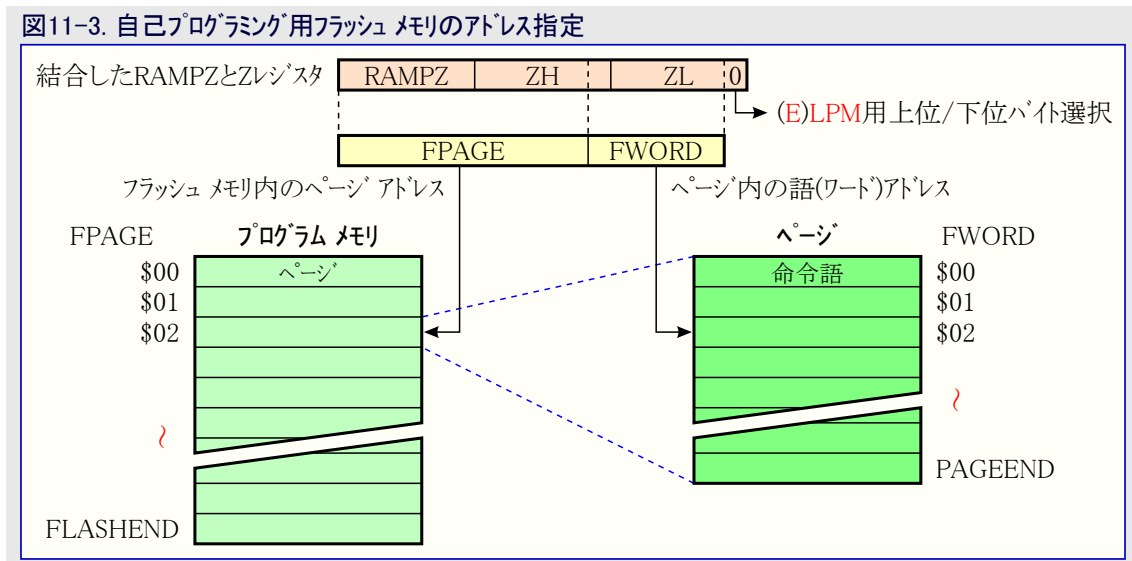 図11-3. 自己ﾌﾟﾛｸﾞﾗﾐﾝｸﾞ用ﾌﾗｯｼｭ ﾒﾓﾘのｱﾄﾞﾚｽ指定
結合したRAMPZとZﾚｼﾞｽﾀ RAMPZ ZH ZL 0
(E)LPM用上位/下位ﾊﾞｲﾄ選択
FPAGE FWORD
ﾌﾗｯｼｭ ﾒﾓﾘ内のﾍﾟｰｼﾞ ｱﾄﾞﾚｽ ﾍﾟｰｼﾞ内の語(ﾜｰﾄﾞ)ｱﾄﾞﾚｽ
FPAGE ﾌﾟﾛｸﾞﾗﾑ ﾒﾓﾘ ﾍﾟｰｼﾞ FWORD
$00 ﾍﾟｰｼﾞ 命令語 $00
$01 $01
$02 $02
~ ~
PAGEEND
FLASHEND